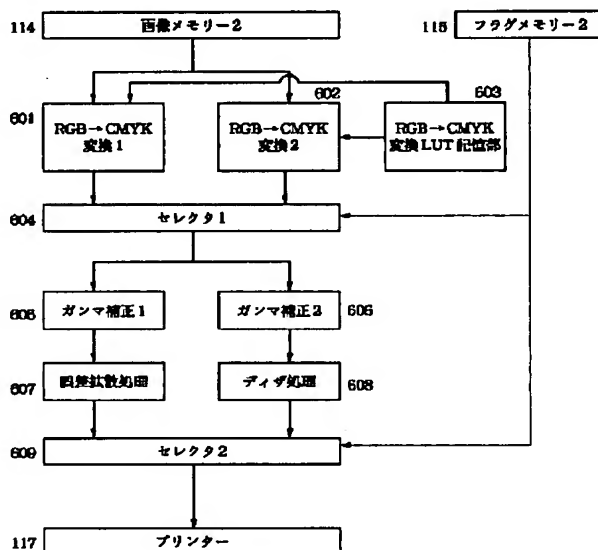 114
画像メモリー2
115
フラグメモリー2
601
RGB→CMYK
変換1
602
RGB→CMYK
変換2
603
RGB→CMYK
変換LUT記憶部
604
セレクタ1
605
ガンマ補正1
ガンマ補正2
606
607
誤差拡散処理
ディザ処理
608
609
セレクタ2
117
プリンター